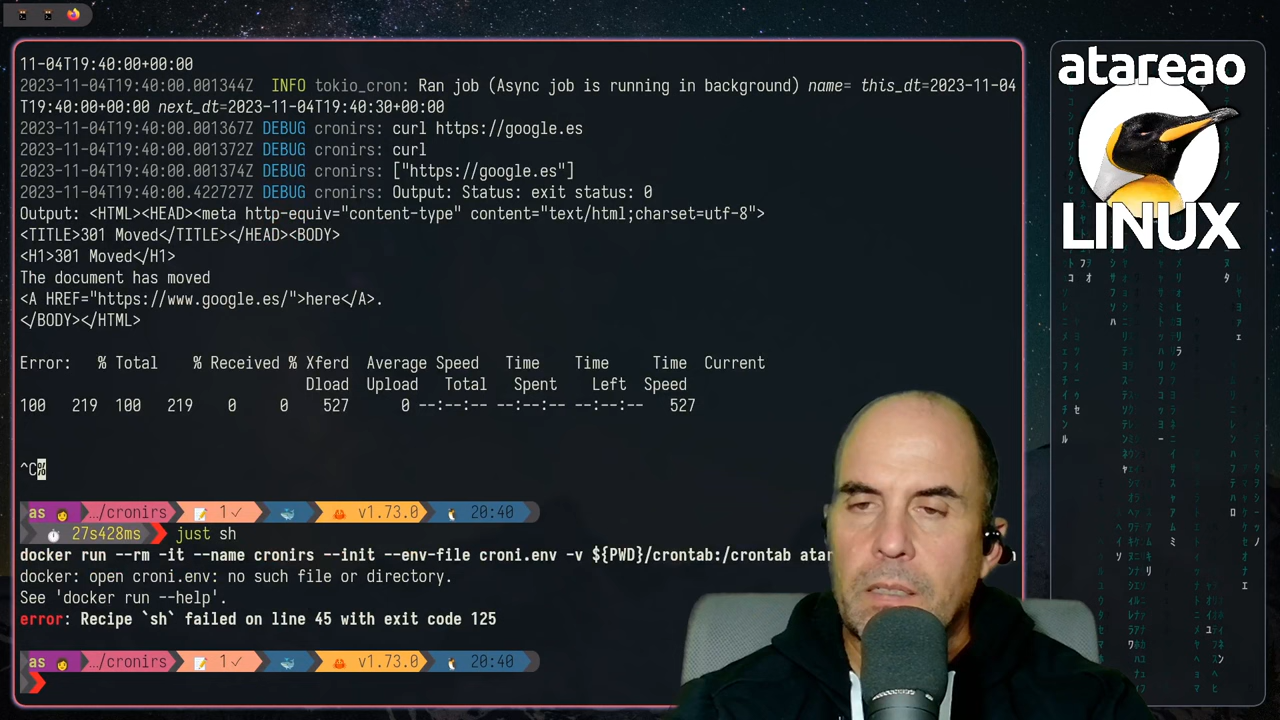 11-04T19:40:00+00:00
2023-11-04T19:40:00.001344Z  INFO tokio_cron: Ran job (Async job is running in background) name= this_dt=2023-11-04
T19:40:00+00:00 next_dt=2023-11-04T19:40:30+00:00
2023-11-04T19:40:00.001367Z DEBUG cronirs: curl https://google.es
2023-11-04T19:40:00.001372Z DEBUG cronirs: curl
2023-11-04T19:40:00.001374Z DEBUG cronirs: ["https://google.es"]
2023-11-04T19:40:00.422727Z DEBUG cronirs: Output: Status: exit status: 0
Output: <HTML><HEAD><meta http-equiv="content-type" content="text/html;charset=utf-8">
<TITLE>301 Moved</TITLE></HEAD><BODY>
<H1>301 Moved</H1>
The document has moved
<A HREF="https://www.google.es/">here</A>.
</BODY></HTML>
Error:   % Total    % Received % Xferd  Average Speed   Time    Time     Time  Current
Dload  Upload   Total   Spent    Left  Speed
100   219  100   219    0     0    527      0 --:--:-- --:--:-- --:--:--   527
^C%
as …/cronirs 1✓ v1.73.0 20:40
27s428ms just sh
docker run --rm -it --name cronirs --init --env-file croni.env -v ${PWD}/crontab:/crontab
docker: open croni.env: no such file or directory.
See 'docker run --help'.
error: Recipe `sh` failed on line 45 with exit code 125
as …/cronirs 1✓ v1.73.0 20:40
atareao
LINUX